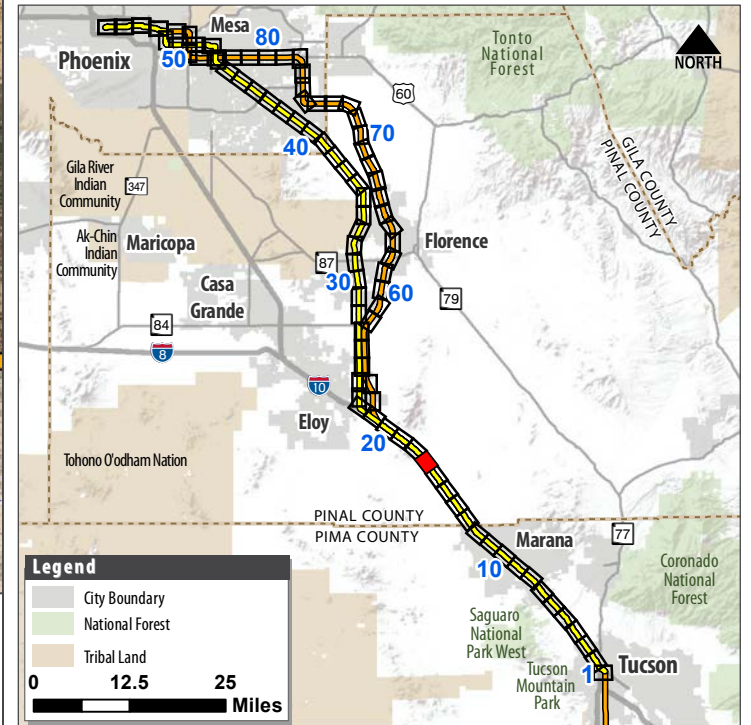 Mesa
80
Tonto
National
Forest
Phoenix
50
NORTH
60
70
40
GILA COUNTY
PINAL COUNTY
Gila River
Indian
Community
347
Ak-Chin
Indian
Community
Maricopa
Florence
87
30
Casa
Grande
60
79
84
8
10
Eloy
20
Tohono O'odham Nation
PINAL COUNTY
PIMA COUNTY
Marana
77
10
Coronado
National
Forest
Saguaro
National
Park West
Tucson
Mountain
Park
1
Tucson
Legend
City Boundary
National Forest
Tribal Land
0 12.5 25
Miles